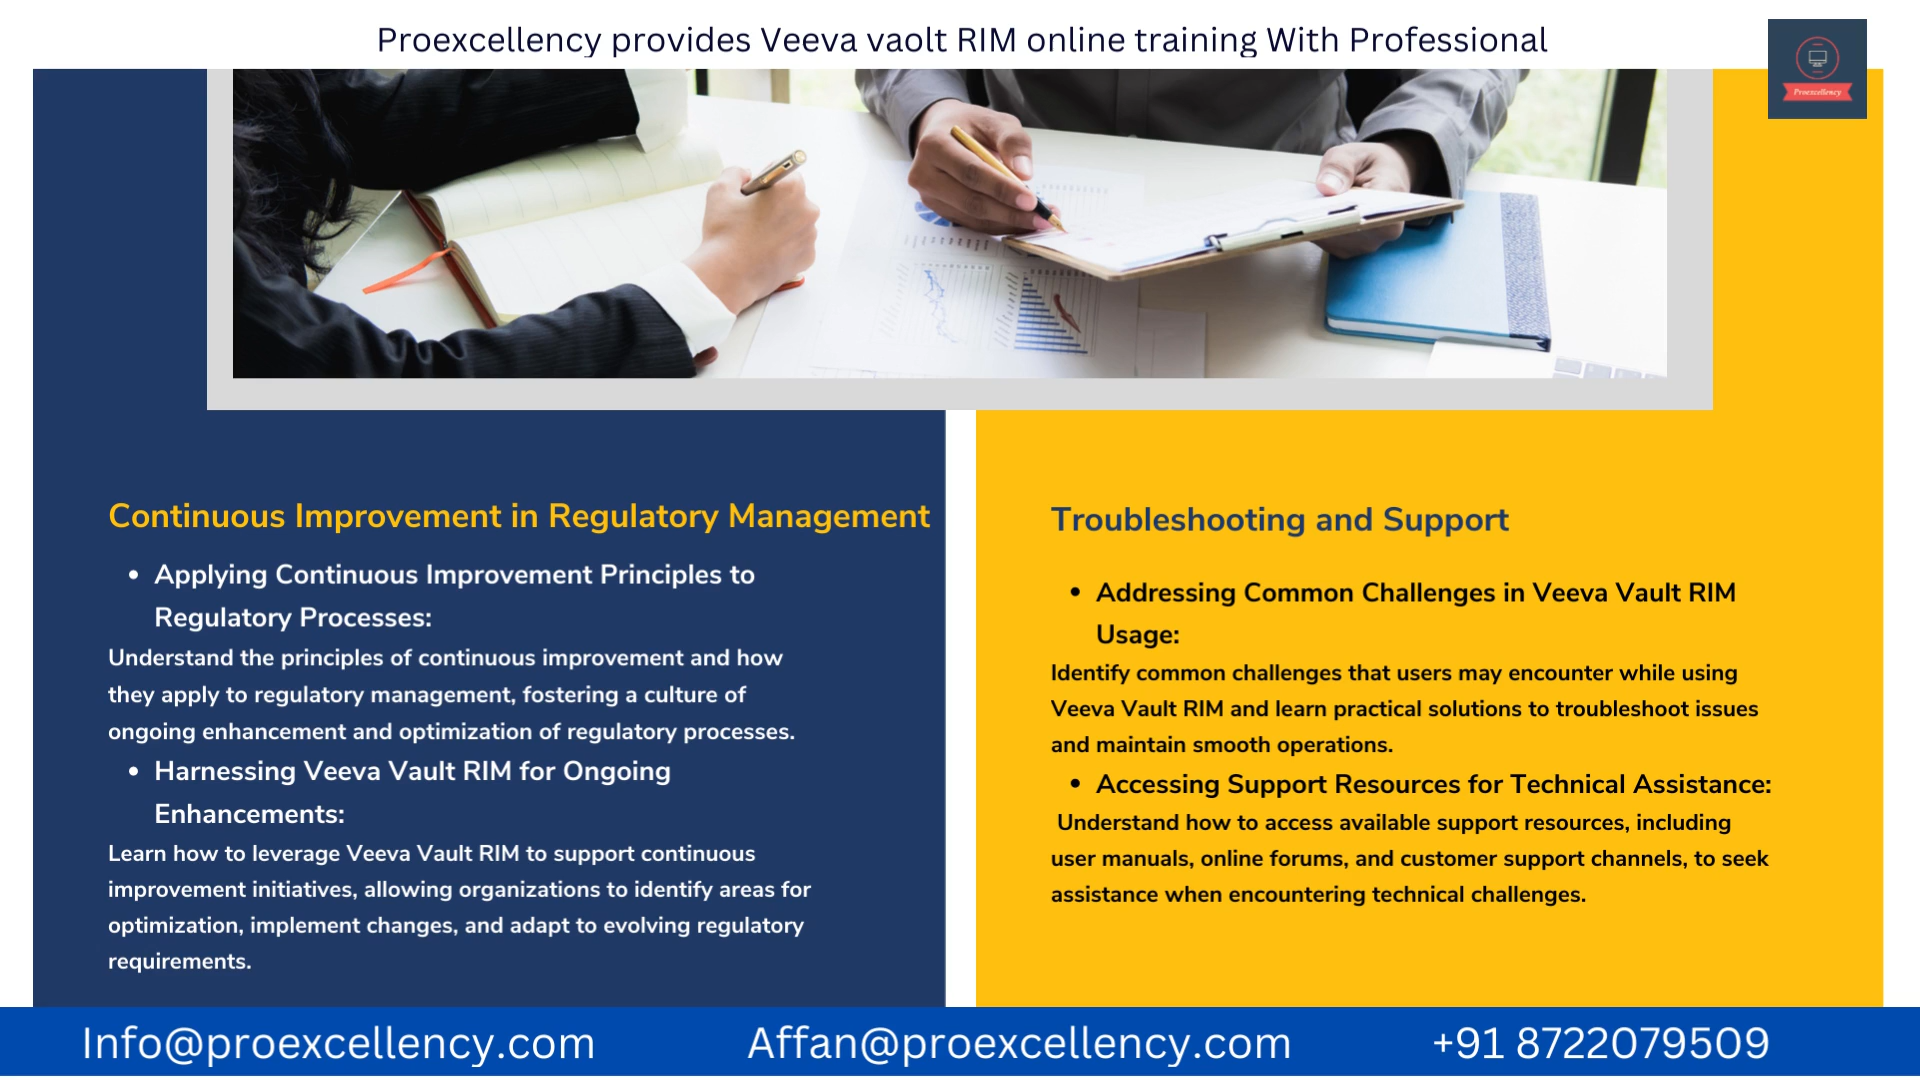 Proexcellency provides Veeva vaolt RIM online training With Professional
Proexcellency
Continuous Improvement in Regulatory Management
• Applying Continuous Improvement Principles to
Regulatory Processes:
Understand the principles of continuous improvement and how
they apply to regulatory management, fostering a culture of
ongoing enhancement and optimization of regulatory processes.
• Harnessing Veeva Vault RIM for Ongoing
Enhancements:
Learn how to leverage Veeva Vault RIM to support continuous
improvement initiatives, allowing organizations to identify areas for
optimization, implement changes, and adapt to evolving regulatory
requirements.
Troubleshooting and Support
• Addressing Common Challenges in Veeva Vault RIM
Usage:
Identify common challenges that users may encounter while using
Veeva Vault RIM and learn practical solutions to troubleshoot issues
and maintain smooth operations.
• Accessing Support Resources for Technical Assistance:
Understand how to access available support resources, including
user manuals, online forums, and customer support channels, to seek
assistance when encountering technical challenges.
Info@proexcellency.com
Affan@proexcellency.com
+91 8722079509